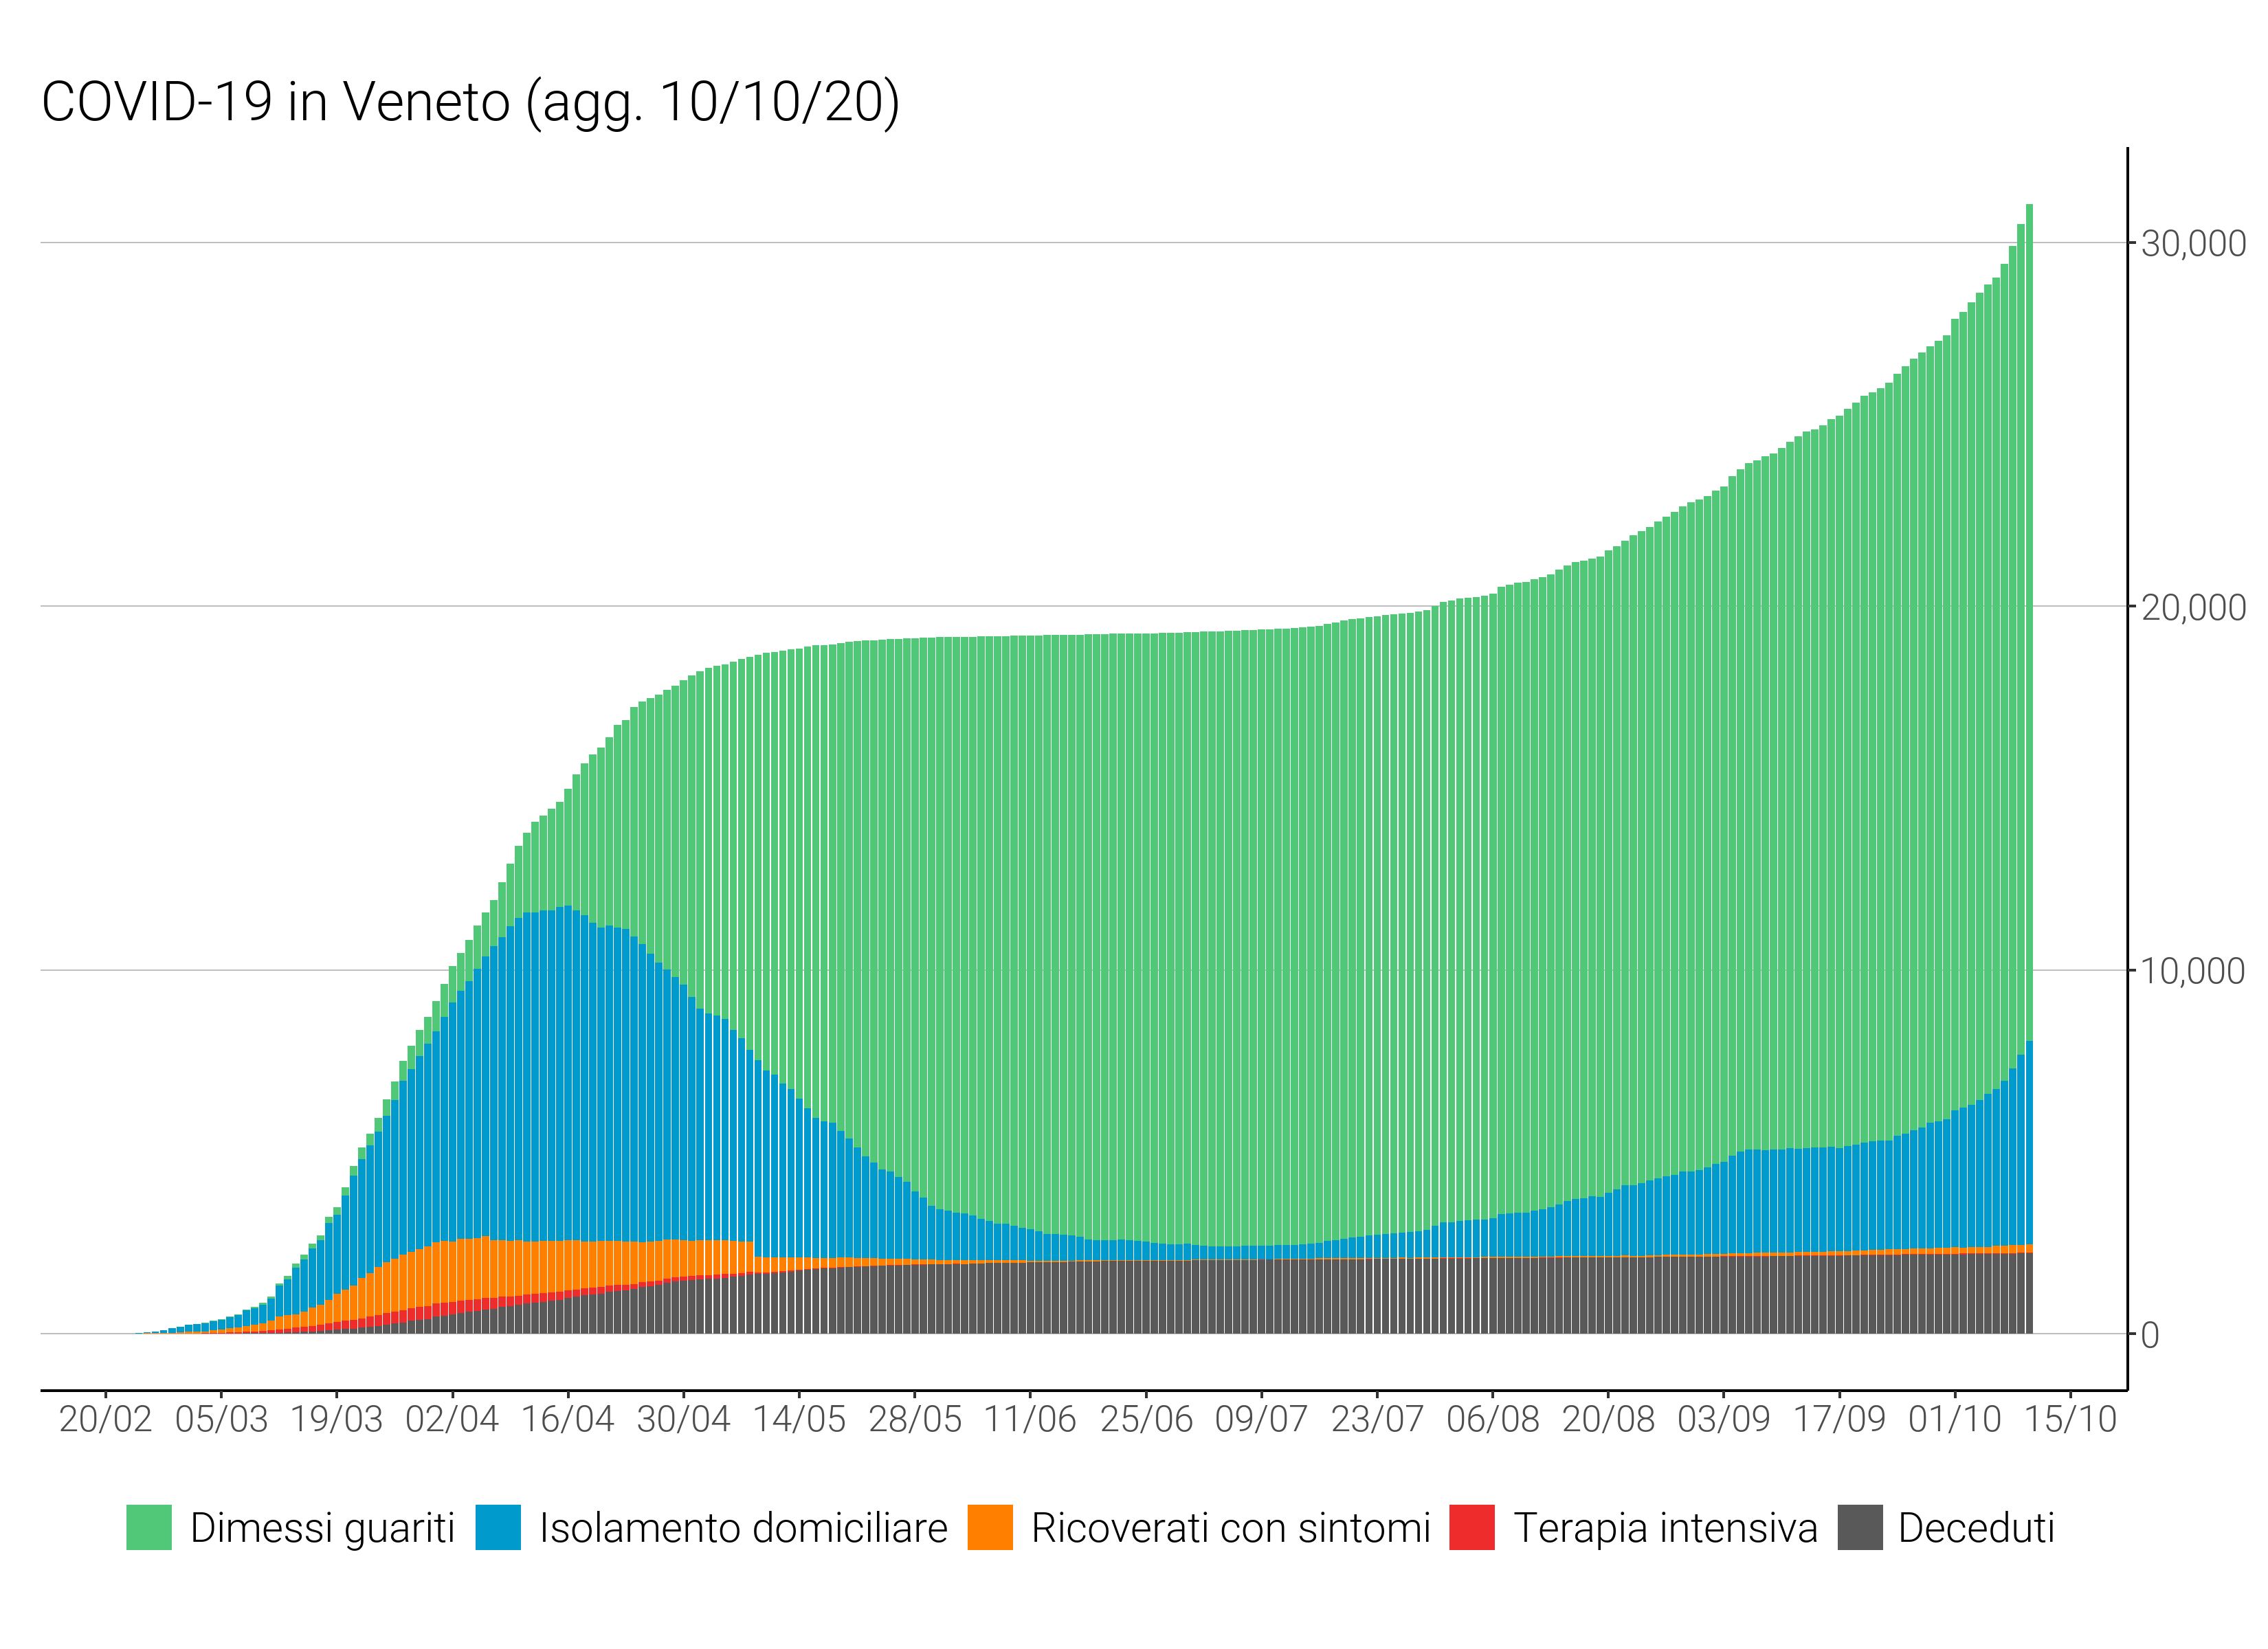 COVID-19 in Veneto (agg. 10/10/20)
30,000
20,000
10,000
0
20/02 05/03 19/03 02/04 16/04 30/04 14/05 28/05 11/06 25/06 09/07 23/07 06/08 20/08 03/09 17/09 01/10 15/10
Dimessi guariti Isolamento domiciliare Ricoverati con sintomi Terapia intensiva Deceduti